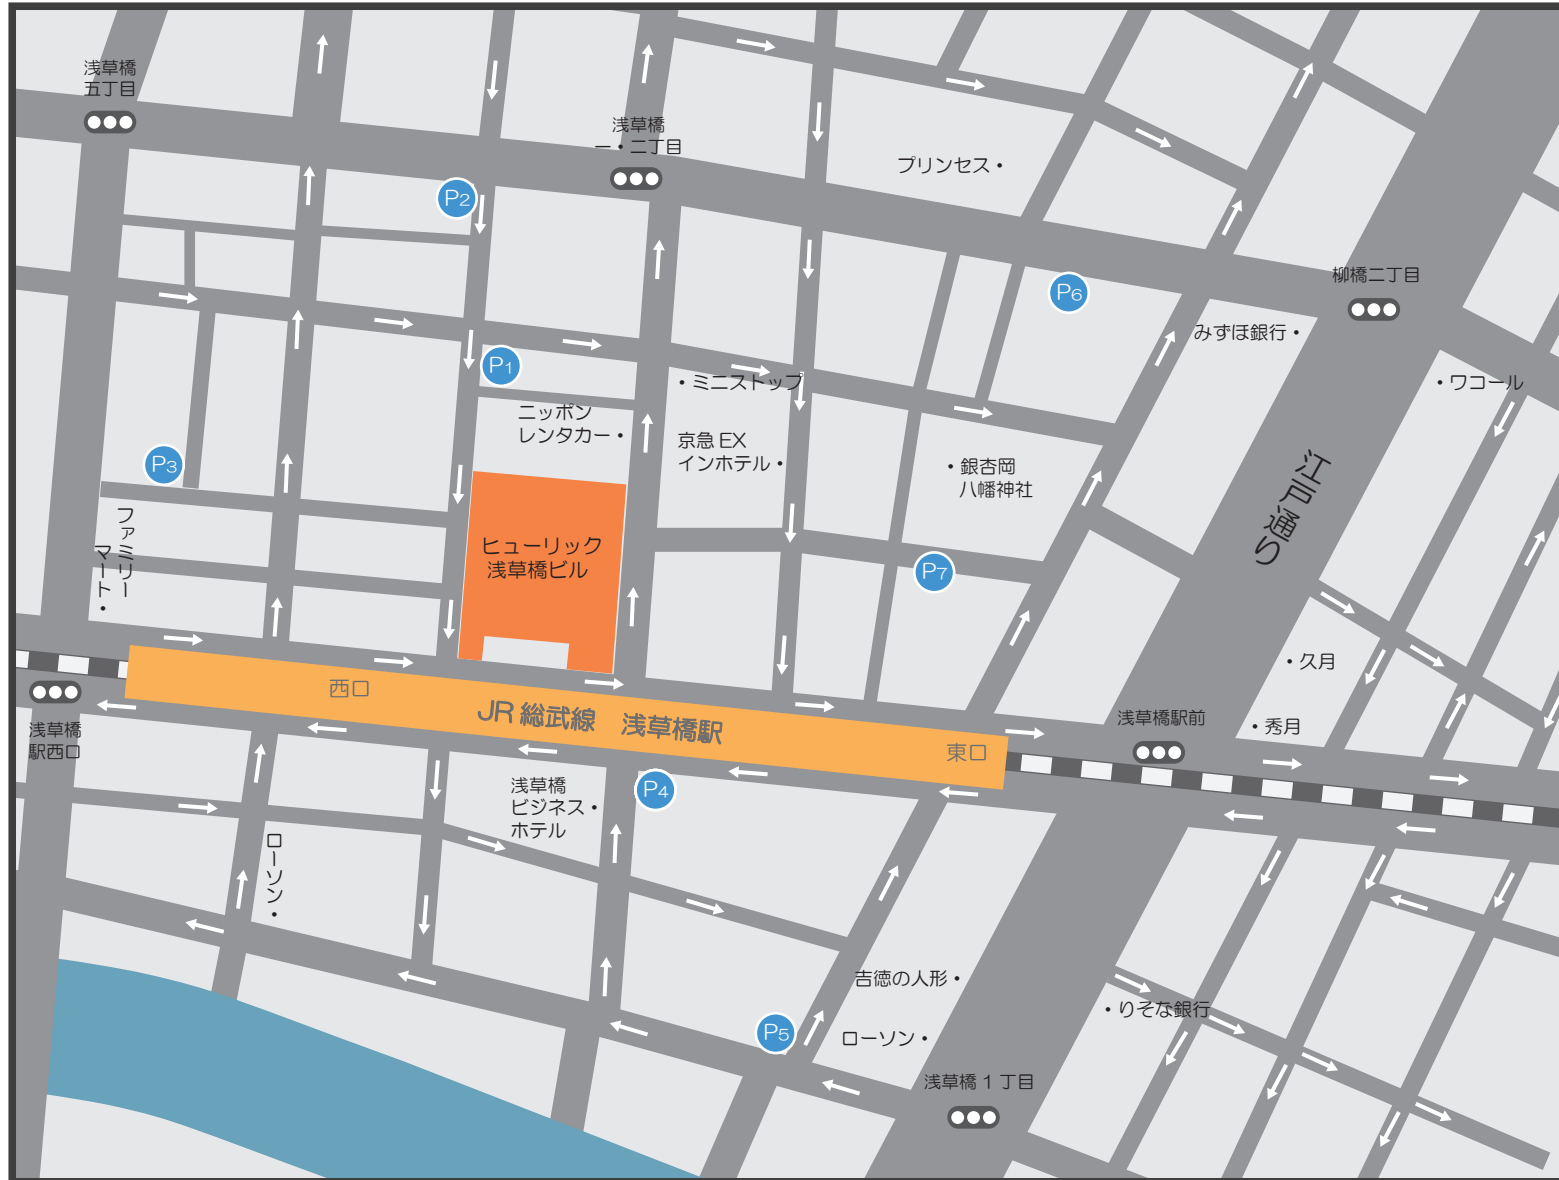 浅草橋
五丁目
浅草橋
一・二丁目
プリンセス・
P2
柳橋二丁目
P6
みずほ銀行・
P1
・ミニストップ
・ワコール
ニッポン
レンタカー・
京急 EX
インホテル・
P3
・銀杏岡
八幡神社
江戸通り
ファミリー
マート・
ヒューリック
浅草橋ビル
P7
・久月
西口
JR 総武線 浅草橋駅
浅草橋駅前
・秀月
浅草橋
駅西口
東口
浅草橋
ビジネス・
ホテル
P4
ローソン・
吉徳の人形・
・りそな銀行
P5
ローソン・
浅草橋 1 丁目